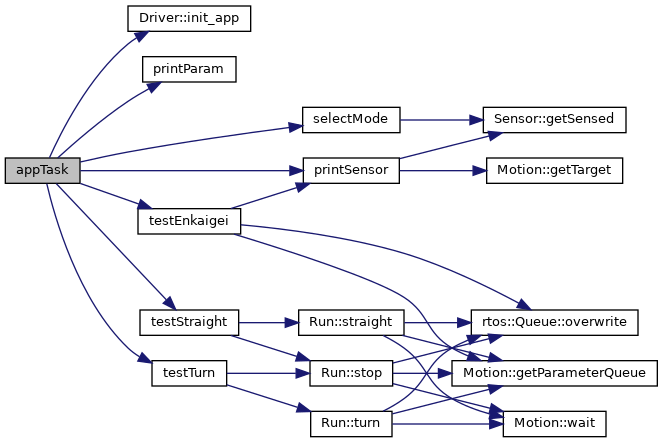 Driver::init_app
printParam
selectMode
Sensor::getSensed
appTask
printSensor
Motion::getTarget
testEnkaigei
testStraight
Run::straight
rtos::Queue::overwrite
testTurn
Run::stop
Motion::getParameterQueue
Run::turn
Motion::wait